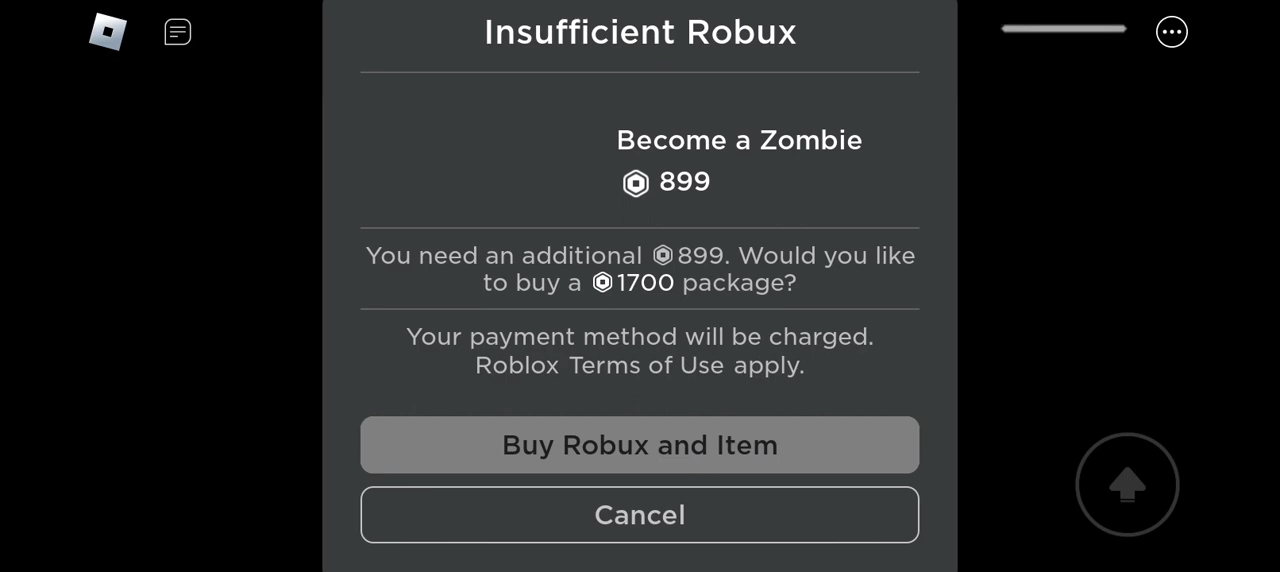 Insufficient Robux
Become a Zombie
899
You need an additional 899. Would you like
to buy a 1700 package?
Your payment method will be charged.
Roblox Terms of Use apply.
Buy Robux and Item
Cancel